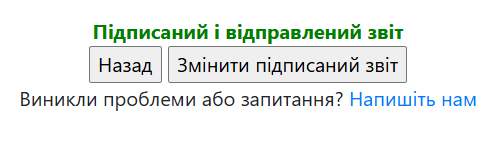 Підписаний і відправлений звіт
Назад Змінити підписаний звіт
Виникли проблеми або запитання? Напишіть нам